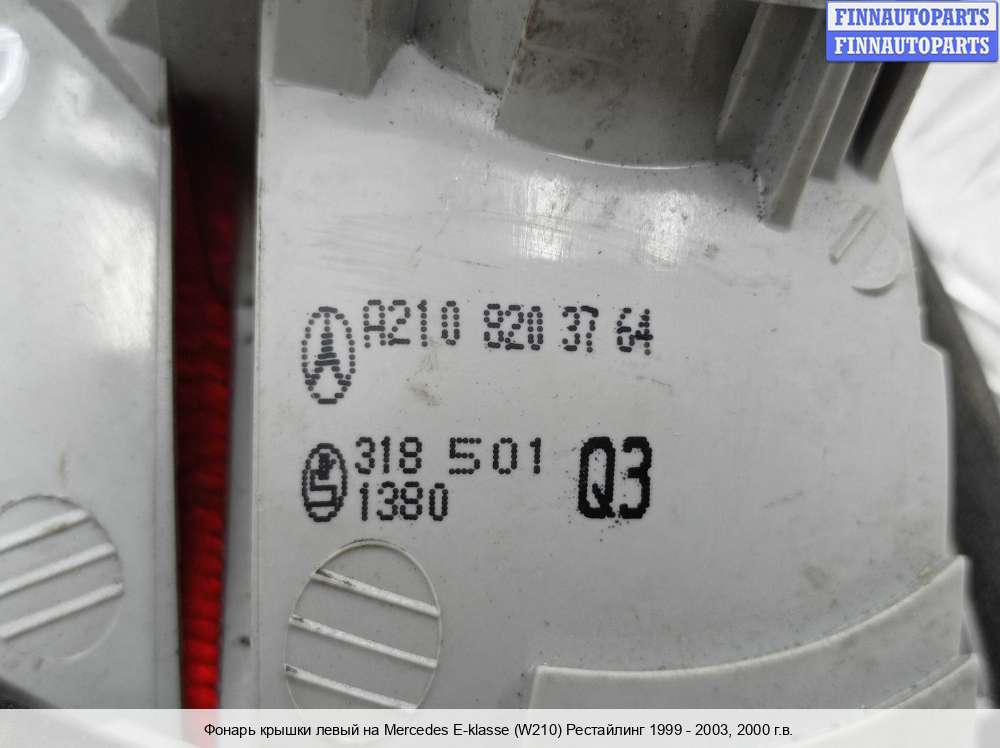 FINNAUTOPARTS
FINNAUTOPARTS
A210 820 37 64
318 501 Q3
1380
Фонарь крышки левый на Mercedes E-klasse (W210) Рестайлинг 1999 - 2003, 2000 г.в.